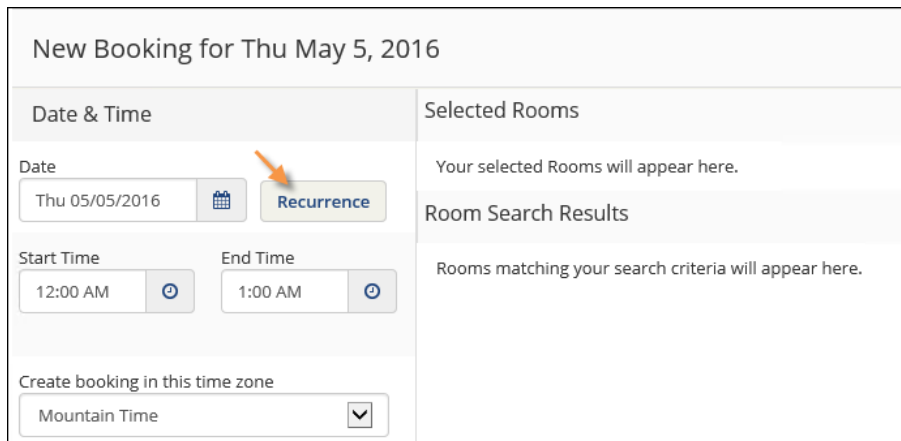 New Booking for Thu May 5, 2016
Date & Time
Date
Thu 05/05/2016
Recurrence
Start Time
End Time
12:00 AM
1:00 AM
Create booking in this time zone
Mountain Time
Selected Rooms
Your selected Rooms will appear here.
Room Search Results
Rooms matching your search criteria will appear here.